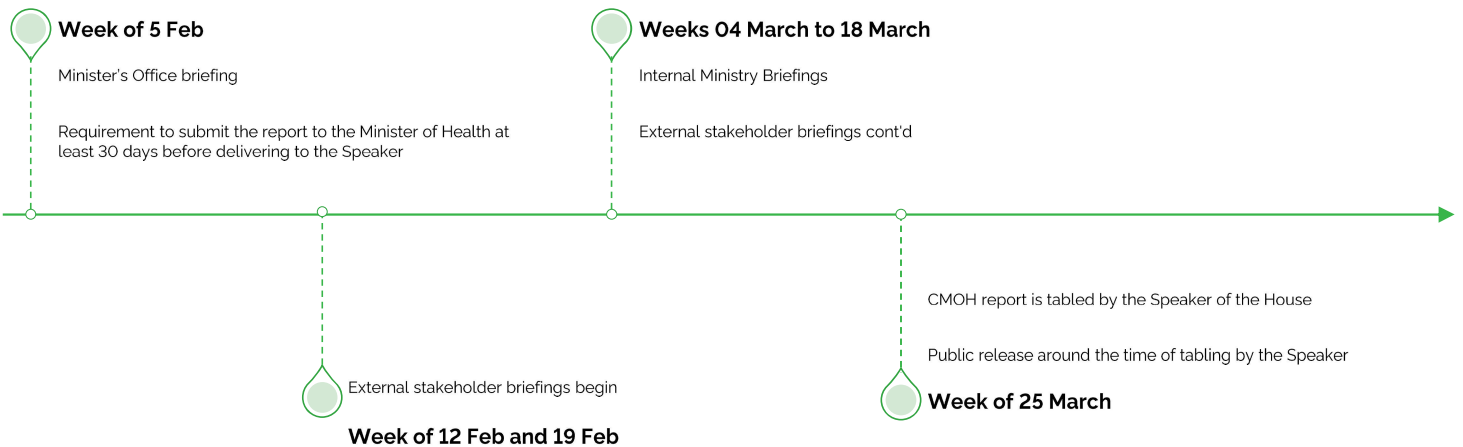 Week of 5 Feb
Minister's Office briefing
Requirement to submit the report to the Minister of Health at
least 30 days before delivering to the Speaker
External stakeholder briefings begin
Week of 12 Feb and 19 Feb
Weeks 04 March to 18 March
Internal Ministry Briefings
External stakeholder briefings cont'd
CMOH report is tabled by the Speaker of the House
Public release around the time of tabling by the Speaker
Week of 25 March